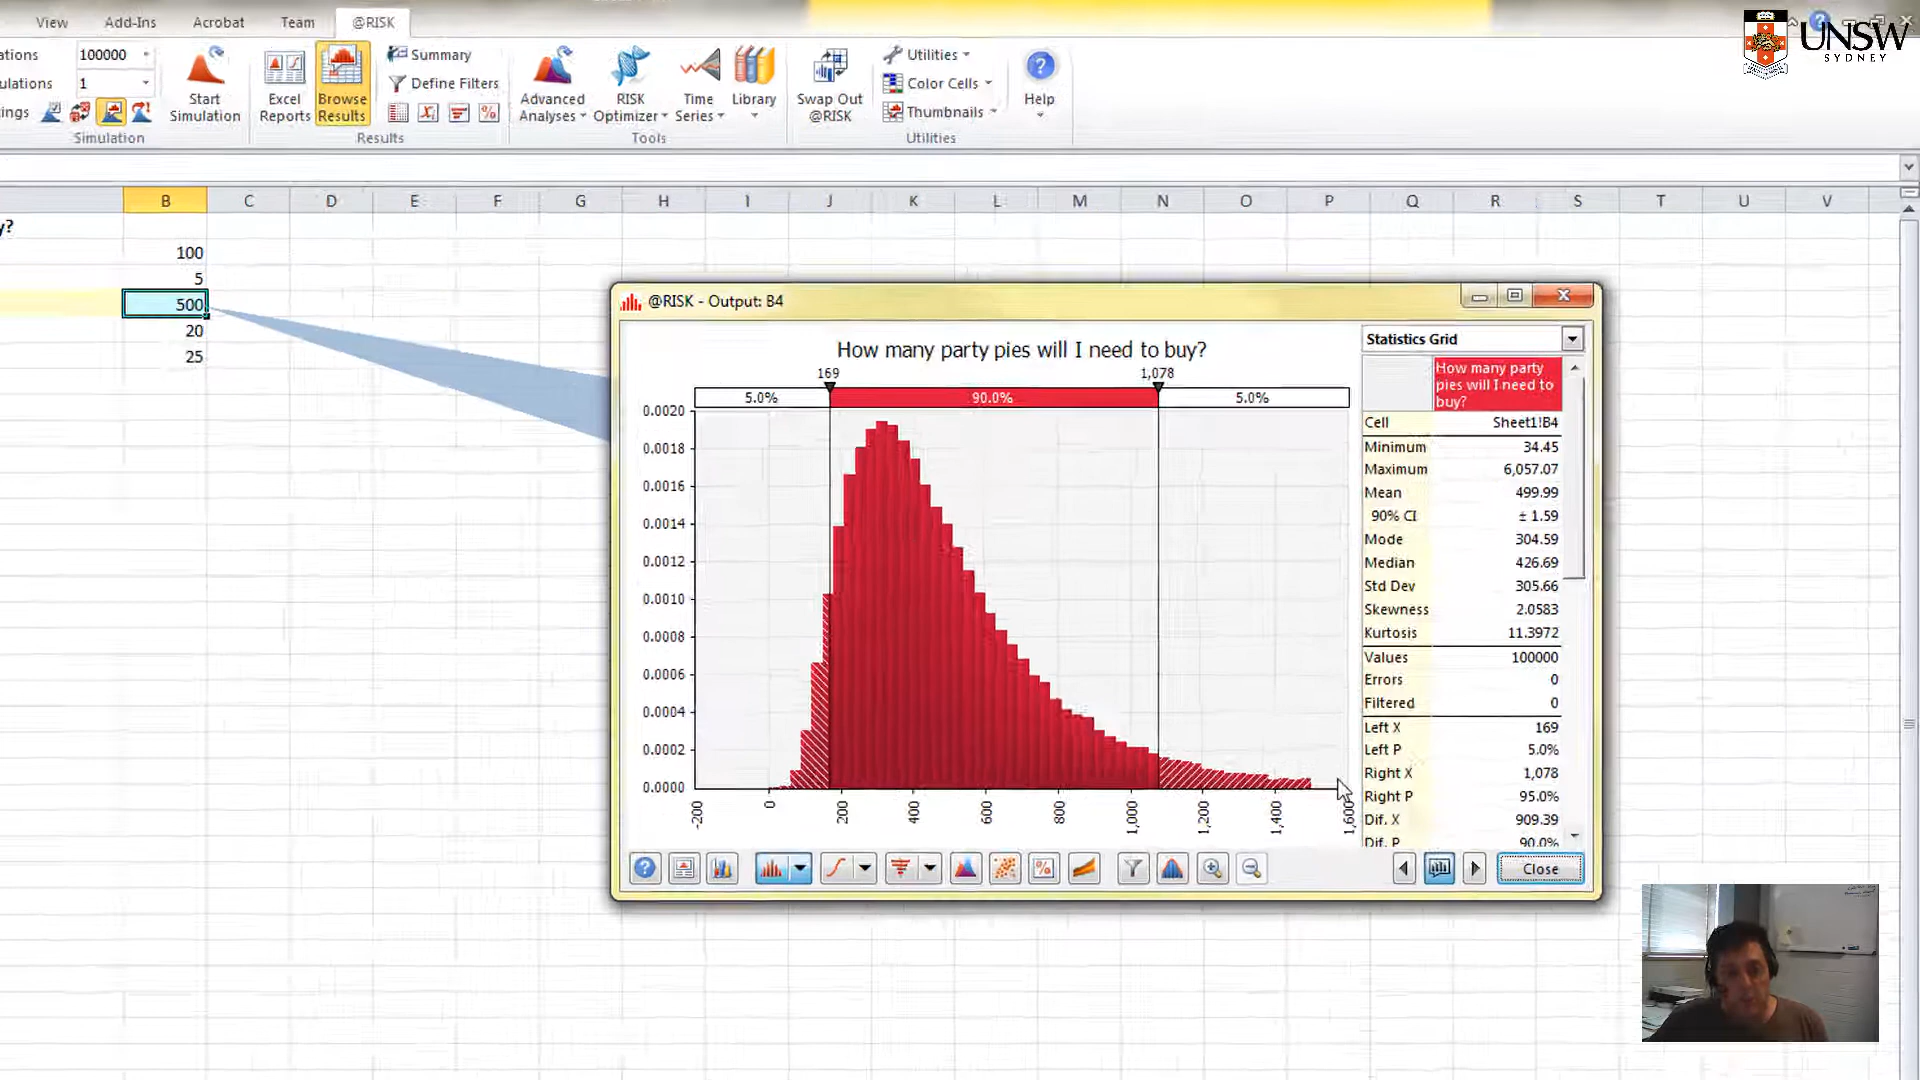 View Add-Ins Acrobat Team @RISK
UNSW
SYDNEY
ations 100000
ulations 1
ings
Start
Simulation
Simulation
Excel
Reports
Browse
Results
Summary
Define Filters
Results
Advanced
Analyses
RISK
Optimizer
Time
Series
Library
Tools
Swap Out
@RISK
Utilities
Color Cells
Thumbnails
Utilities
Help
B C D E F G H I J K L M N O P Q R S T U V
y?
100
5
500
20
25
@RISK - Output: B4
How many party pies will I need to buy?
169 1,078
5.0% 90.0% 5.0%
0.0020
0.0018
0.0016
0.0014
0.0012
0.0010
0.0008
0.0006
0.0004
0.0002
0.0000
-200 0 200 400 600 800 1,000 1,200 1,400 1,600
Statistics Grid
How many party
pies will I need to
buy?
Cell Sheet1!B4
Minimum 34.45
Maximum 6,057.07
Mean 499.99
90% CI ± 1.59
Mode 304.59
Median 426.69
Std Dev 305.66
Skewness 2.0583
Kurtosis 11.3972
Values 100000
Errors 0
Filtered 0
Left X 169
Left P 5.0%
Right X 1,078
Right P 95.0%
Dif. X 909.39
Dif. P 90.0%
Close